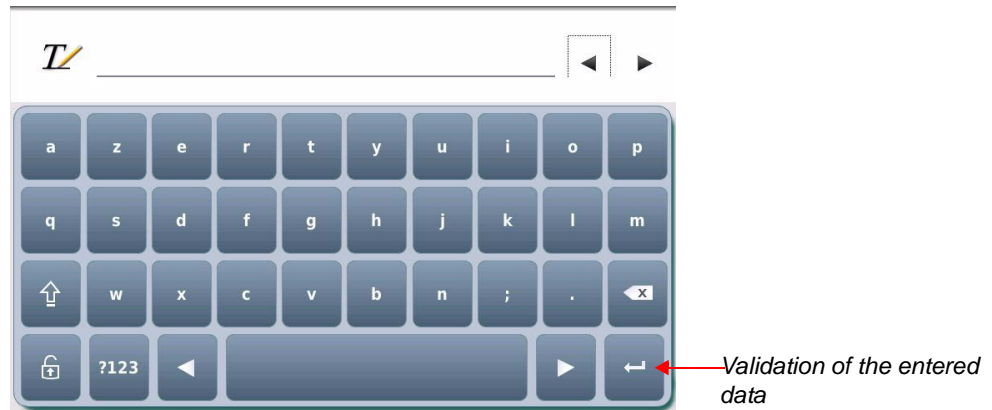 T
a z e r t y u i o p
q s d f g h j k l m
w x c v b n ; . x
?123
Validation of the entered
data